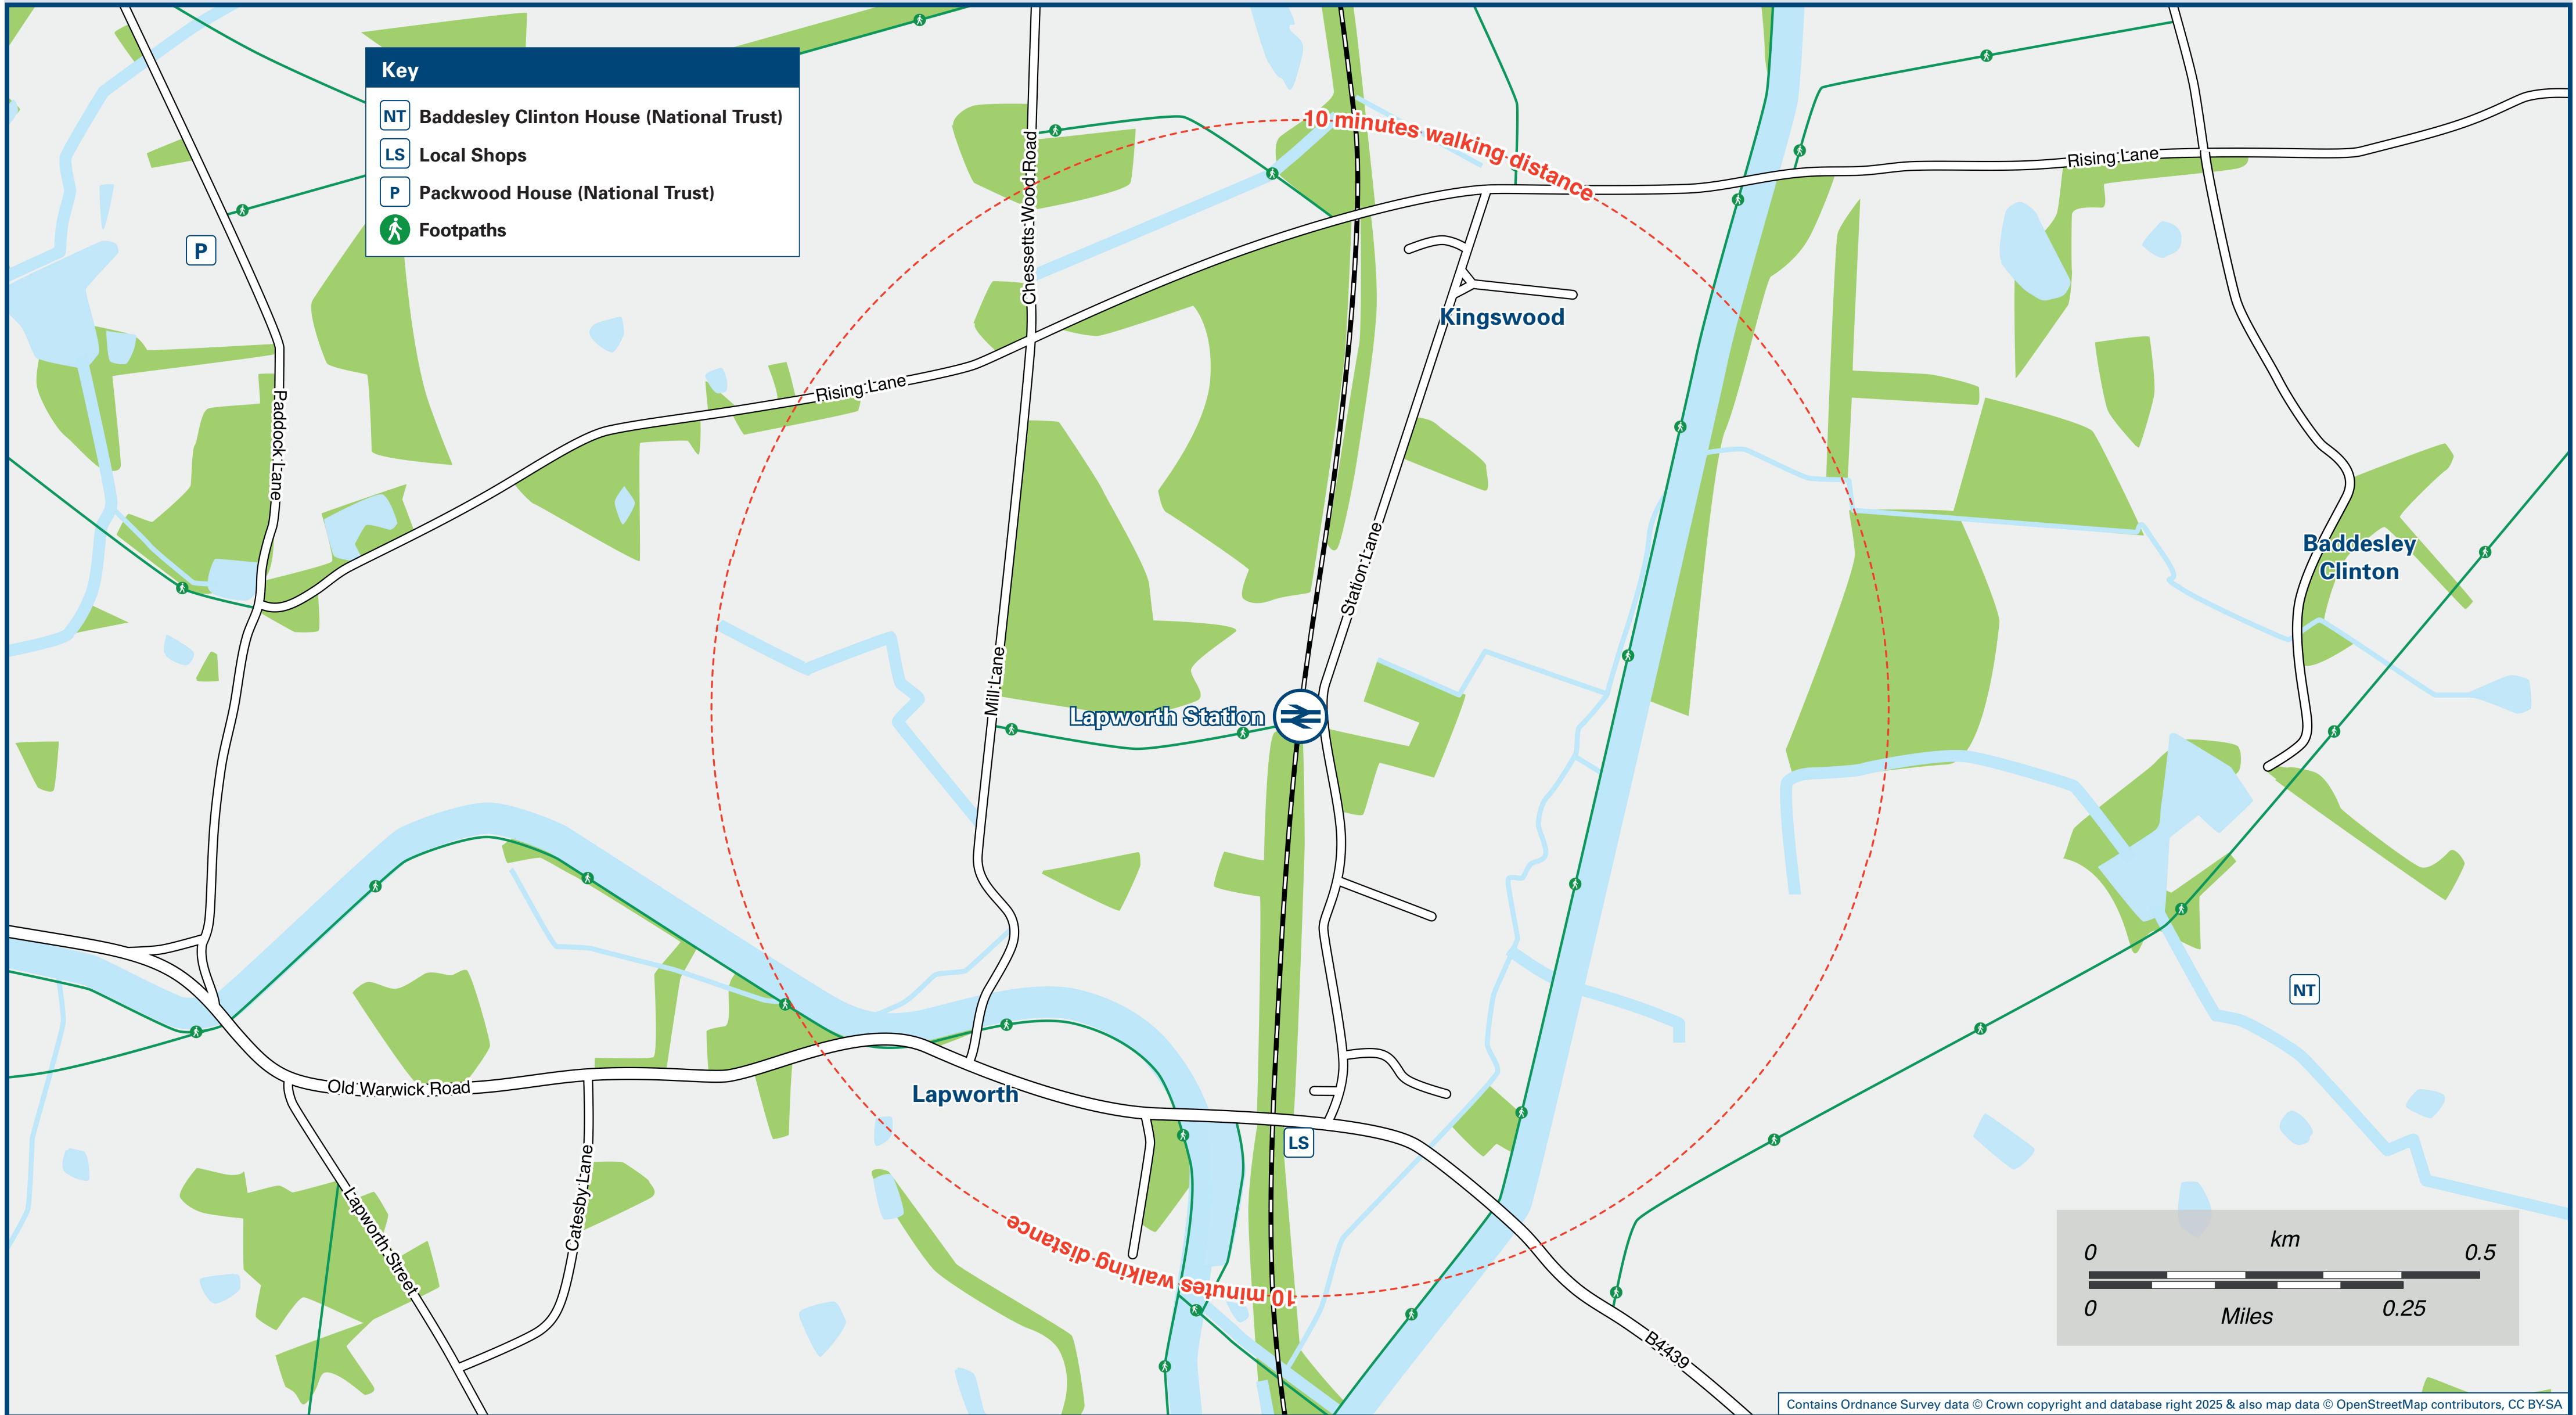 Key
NT Baddesley Clinton House (National Trust)
LS Local Shops
P Packwood House (National Trust)
Footpaths
10 minutes walking distance
Chessetts Wood Road
Rising Lane
P
Kingswood
Paddock Lane
Rising Lane
Station Lane
Baddesley
Clinton
Mill Lane
Lapworth Station
NT
Old Warwick Road
Lapworth
LS
Catesby Lane
Lapworth Street
10 minutes walking distance
B4439
km
0 0.5
0 0.25
Miles
Contains Ordnance Survey data © Crown copyright and database right 2025 & also map data © OpenStreetMap contributors, CC BY-SA